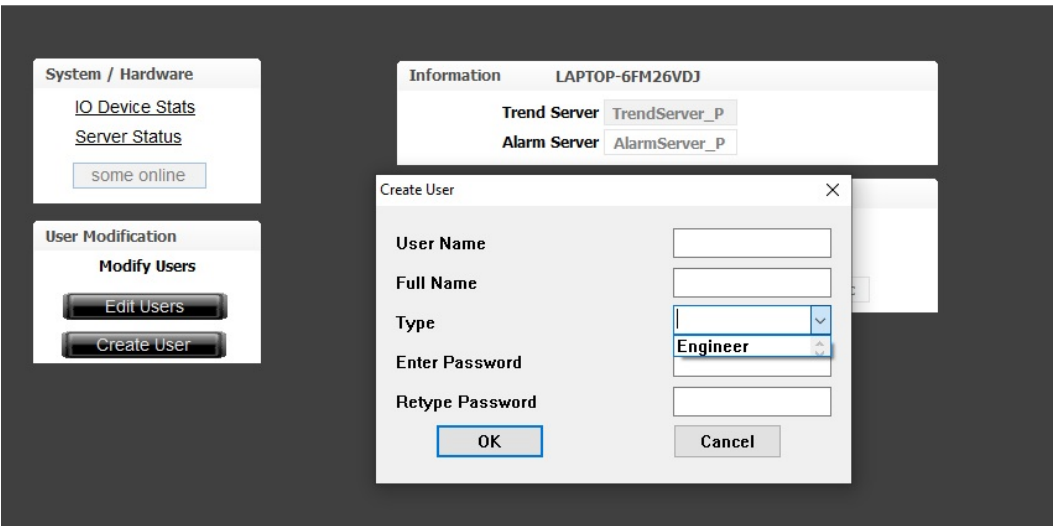 System / Hardware
IO Device Stats
Server Status
some online
User Modification
Modify Users
Edit Users
Create User
Information LAPTOP-6FM26VDJ
Trend Server TrendServer_P
Alarm Server AlarmServer_P
Create User
User Name
Full Name
Type
Engineer
Enter Password
Retype Password
OK Cancel